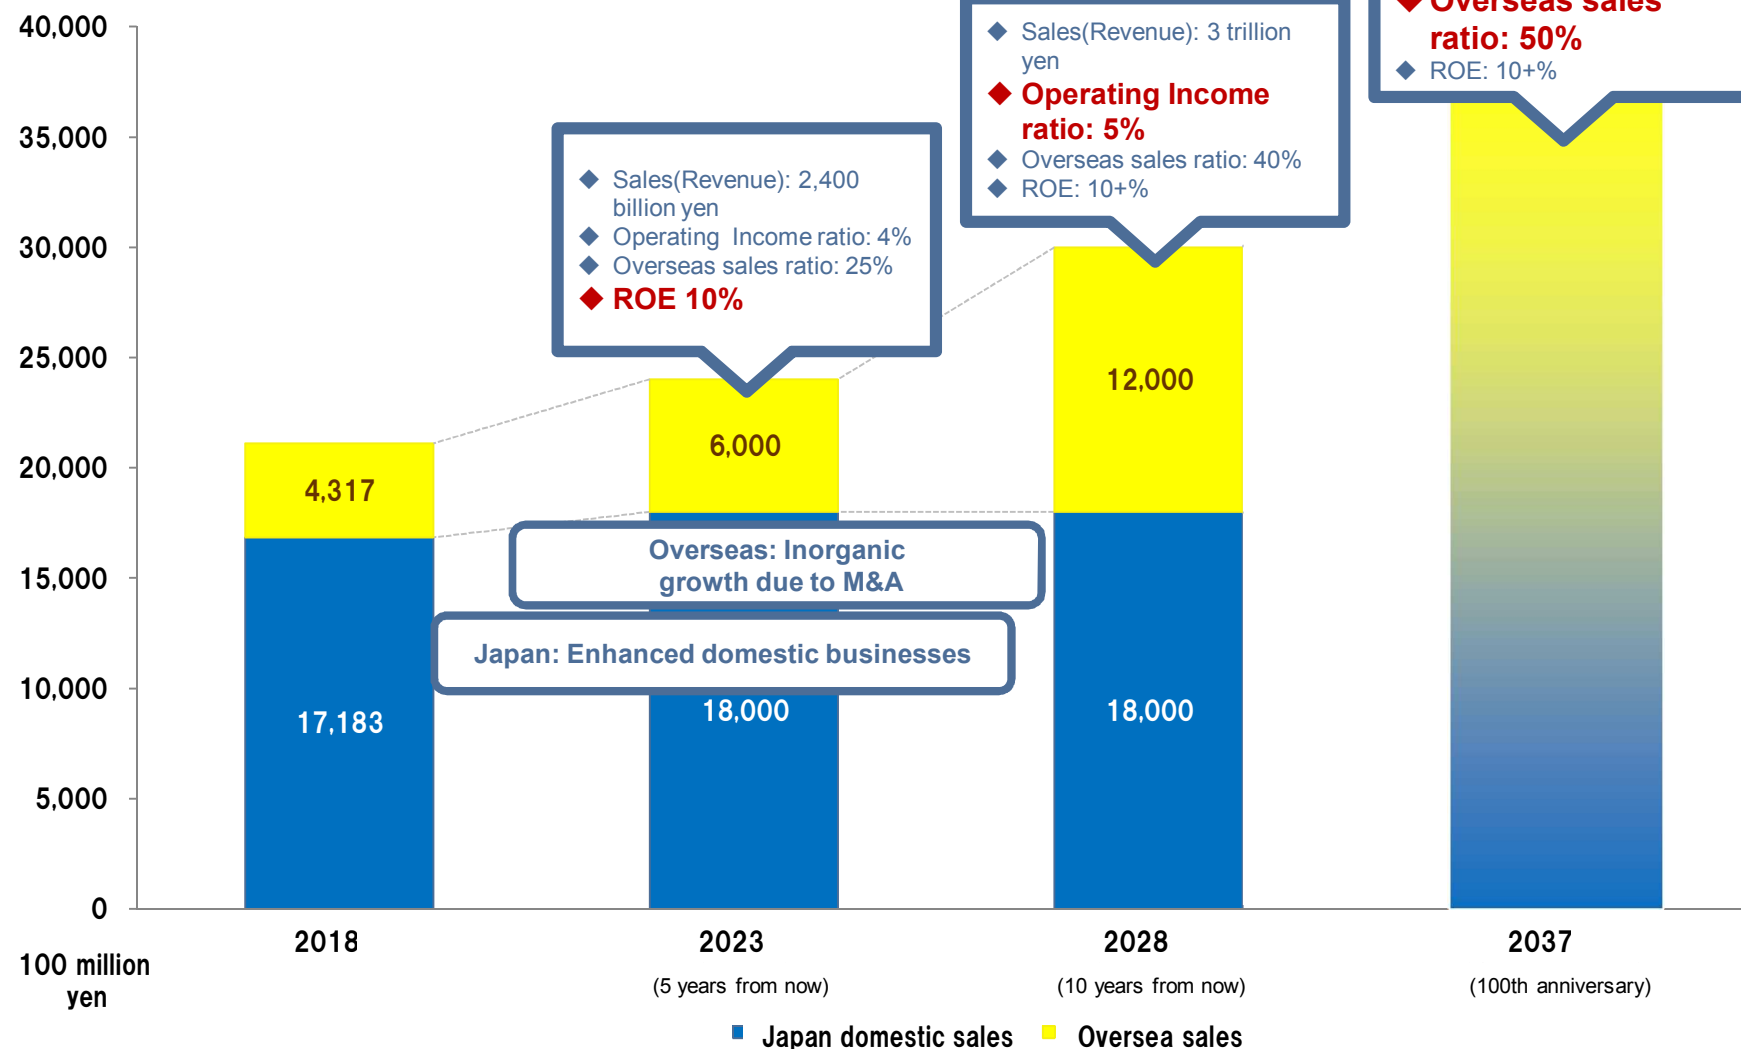 40,000
35,000
30,000
25,000
20,000
15,000
10,000
5,000
0
100 million
yen
Sales(Revenue): 2,400
billion yen
Operating Income ratio: 4%
Overseas sales ratio: 25%
ROE 10%
Sales(Revenue): 3 trillion
yen
Operating Income
ratio: 5%
Overseas sales ratio: 40%
ROE: 10+%
Overseas sales
ratio: 50%
ROE: 10+%
4,317
17,183
6,000
18,000
12,000
18,000
Overseas: Inorganic
growth due to M&A
Japan: Enhanced domestic businesses
2018
2023
(5 years from now)
2028
(10 years from now)
2037
(100th anniversary)
Japan domestic sales
Oversea sales